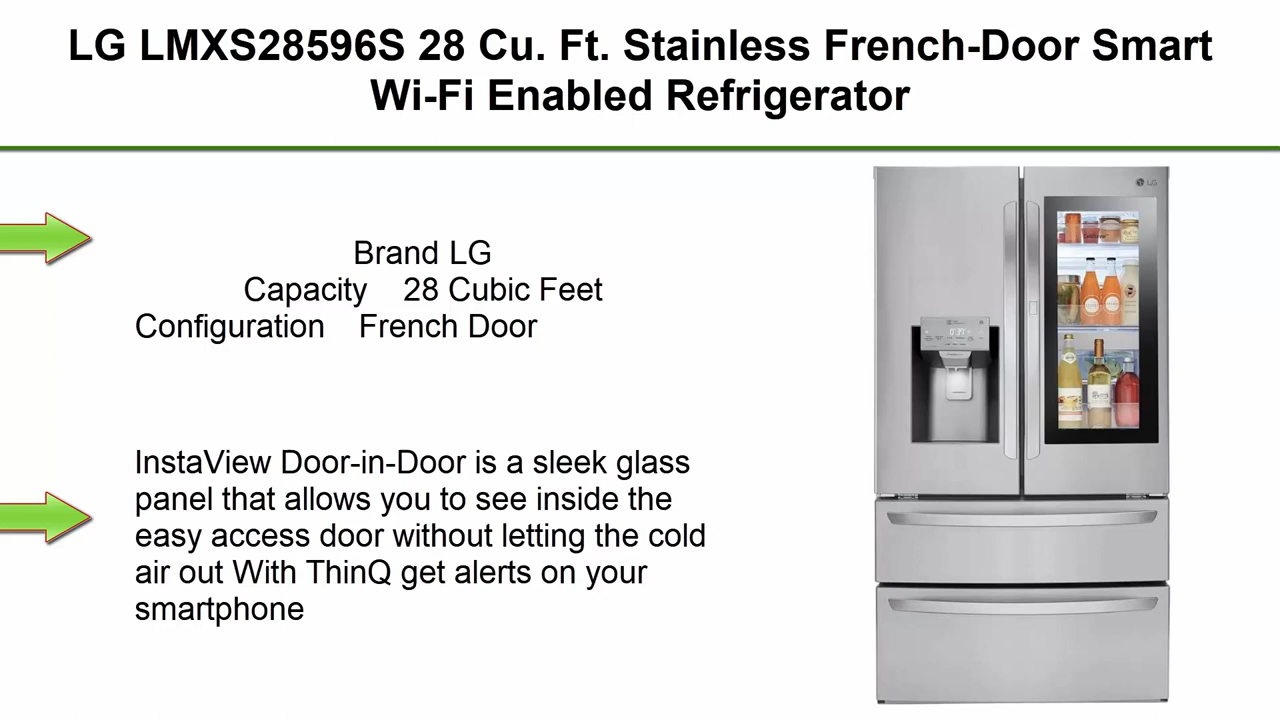 LG LMXS28596S 28 Cu. Ft. Stainless French-Door Smart
Wi-Fi Enabled Refrigerator
Brand LG
Capacity 28 Cubic Feet
Configuration French Door
InstaView Door-in-Door is a sleek glass
panel that allows you to see inside the
easy access door without letting the cold
air out With ThinQ get alerts on your
smartphone
LG